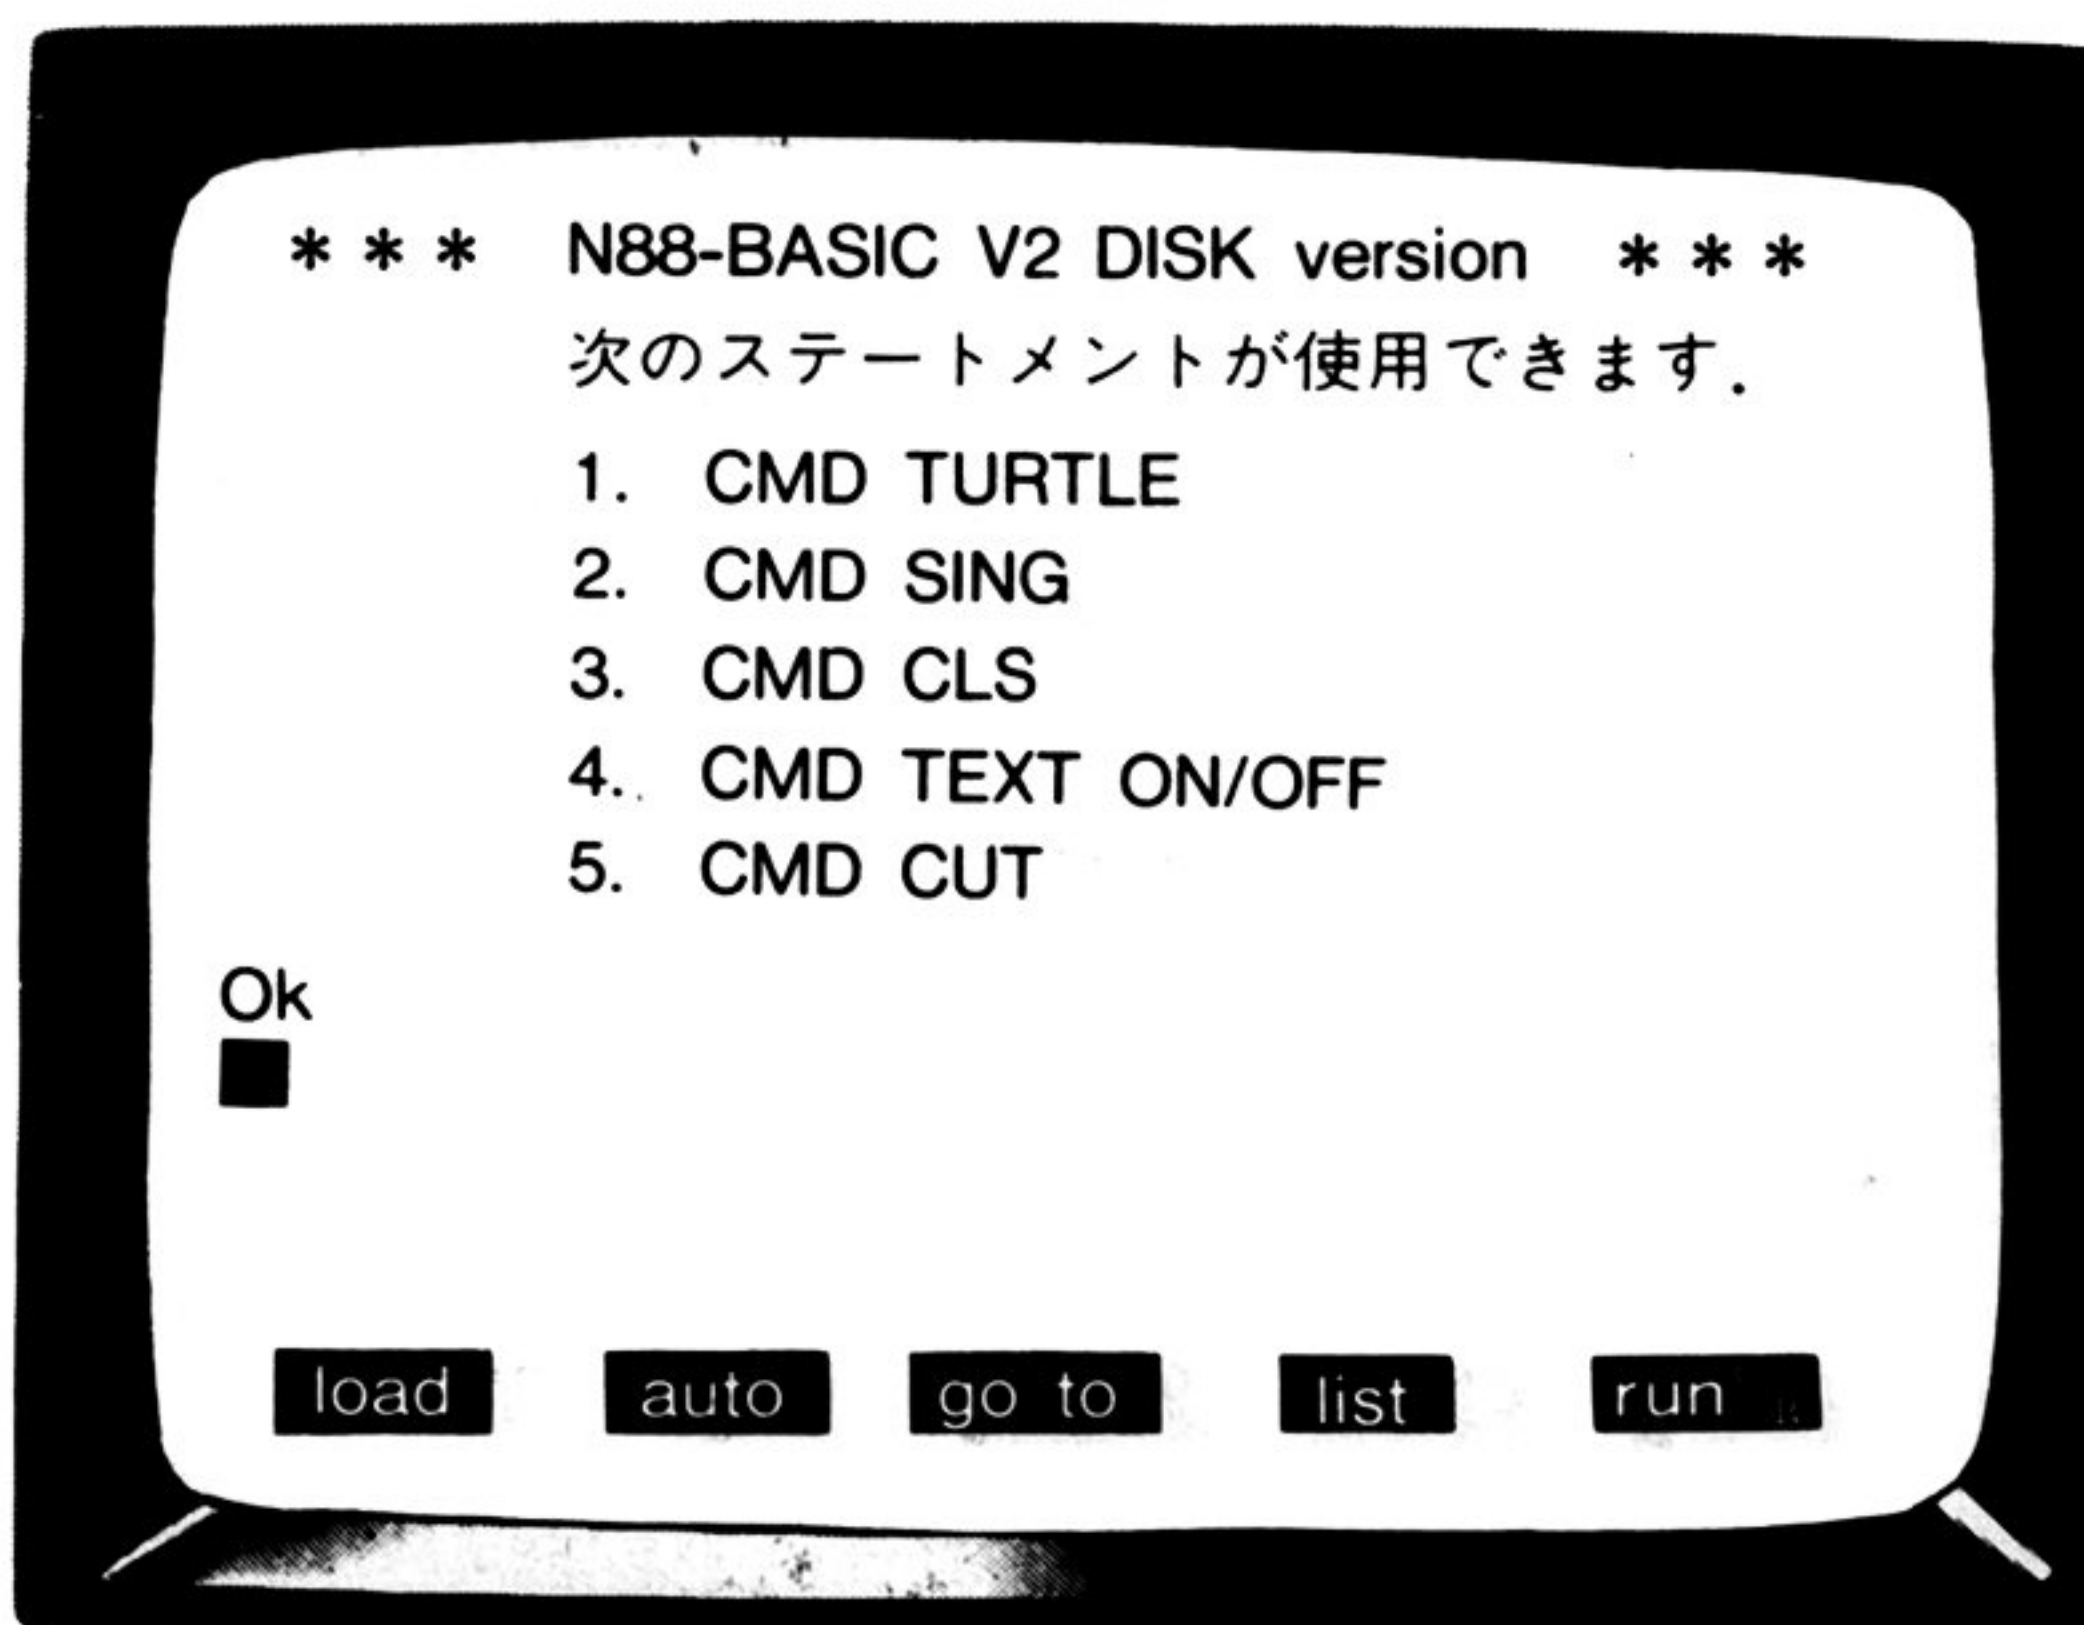 *** N88-BASIC V2 DISK version ***
次のステートメントが使用できます.
1. CMD TURTLE
2. CMD SING
3. CMD CLS
4. CMD TEXT ON/OFF
5. CMD CUT
Ok
load auto go to list run